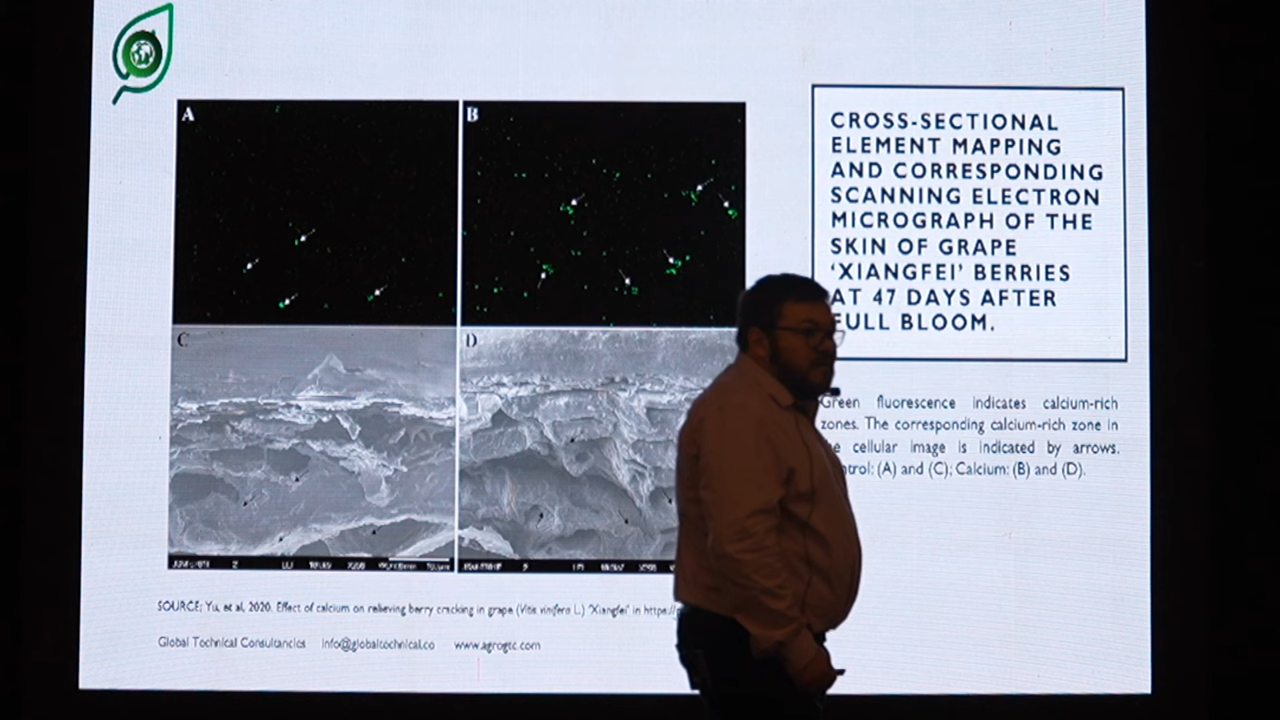 A
B
CROSS-SECTIONAL
ELEMENT MAPPING
AND CORRESPONDING
SCANNING ELECTRON
MICROGRAPH OF THE
SKIN OF GRAPE
‘XIANGFEI’ BERRIES
AT 47 DAYS AFTER
FULL BLOOM.
C
D
Green fluorescence indicates calcium-rich
zones. The corresponding calcium-rich zone in
cellular image is indicated by arrows.
(A) and (C); Calcium: (B) and (D).
SOURCE: Yu, et al, 2020. Effect of calcium on relieving berry cracking in grape (Vitis vinifera L.) 'Xiangfei' in
Global Technical Consultancies info@globaltechnical.co www.agrogtc.com